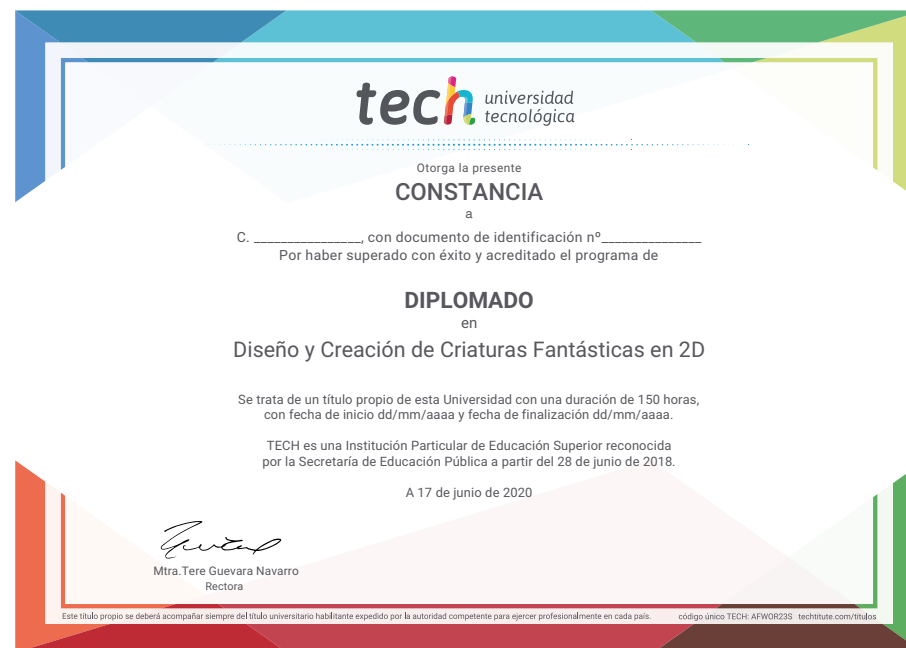 tech universidad
tecnológica
Otorga la presente
CONSTANCIA
a
C. ________________, con documento de identificación nº_______________
Por haber superado con éxito y acreditado el programa de
DIPLOMADO
en
Diseño y Creación de Criaturas Fantásticas en 2D
Se trata de un título propio de esta Universidad con una duración de 150 horas,
con fecha de inicio dd/mm/aaaa y fecha de finalización dd/mm/aaaa.
TECH es una Institución Particular de Educación Superior reconocida
por la Secretaría de Educación Pública a partir del 28 de junio de 2018.
A 17 de junio de 2020
Mtra.Tere Guevara Navarro
Rectora
Este título propio se deberá acompañar siempre del título universitario habilitante expedido por la autoridad competente para ejercer profesionalmente en cada país. código único TECH: AFWOR23S techtitute.com/titulos